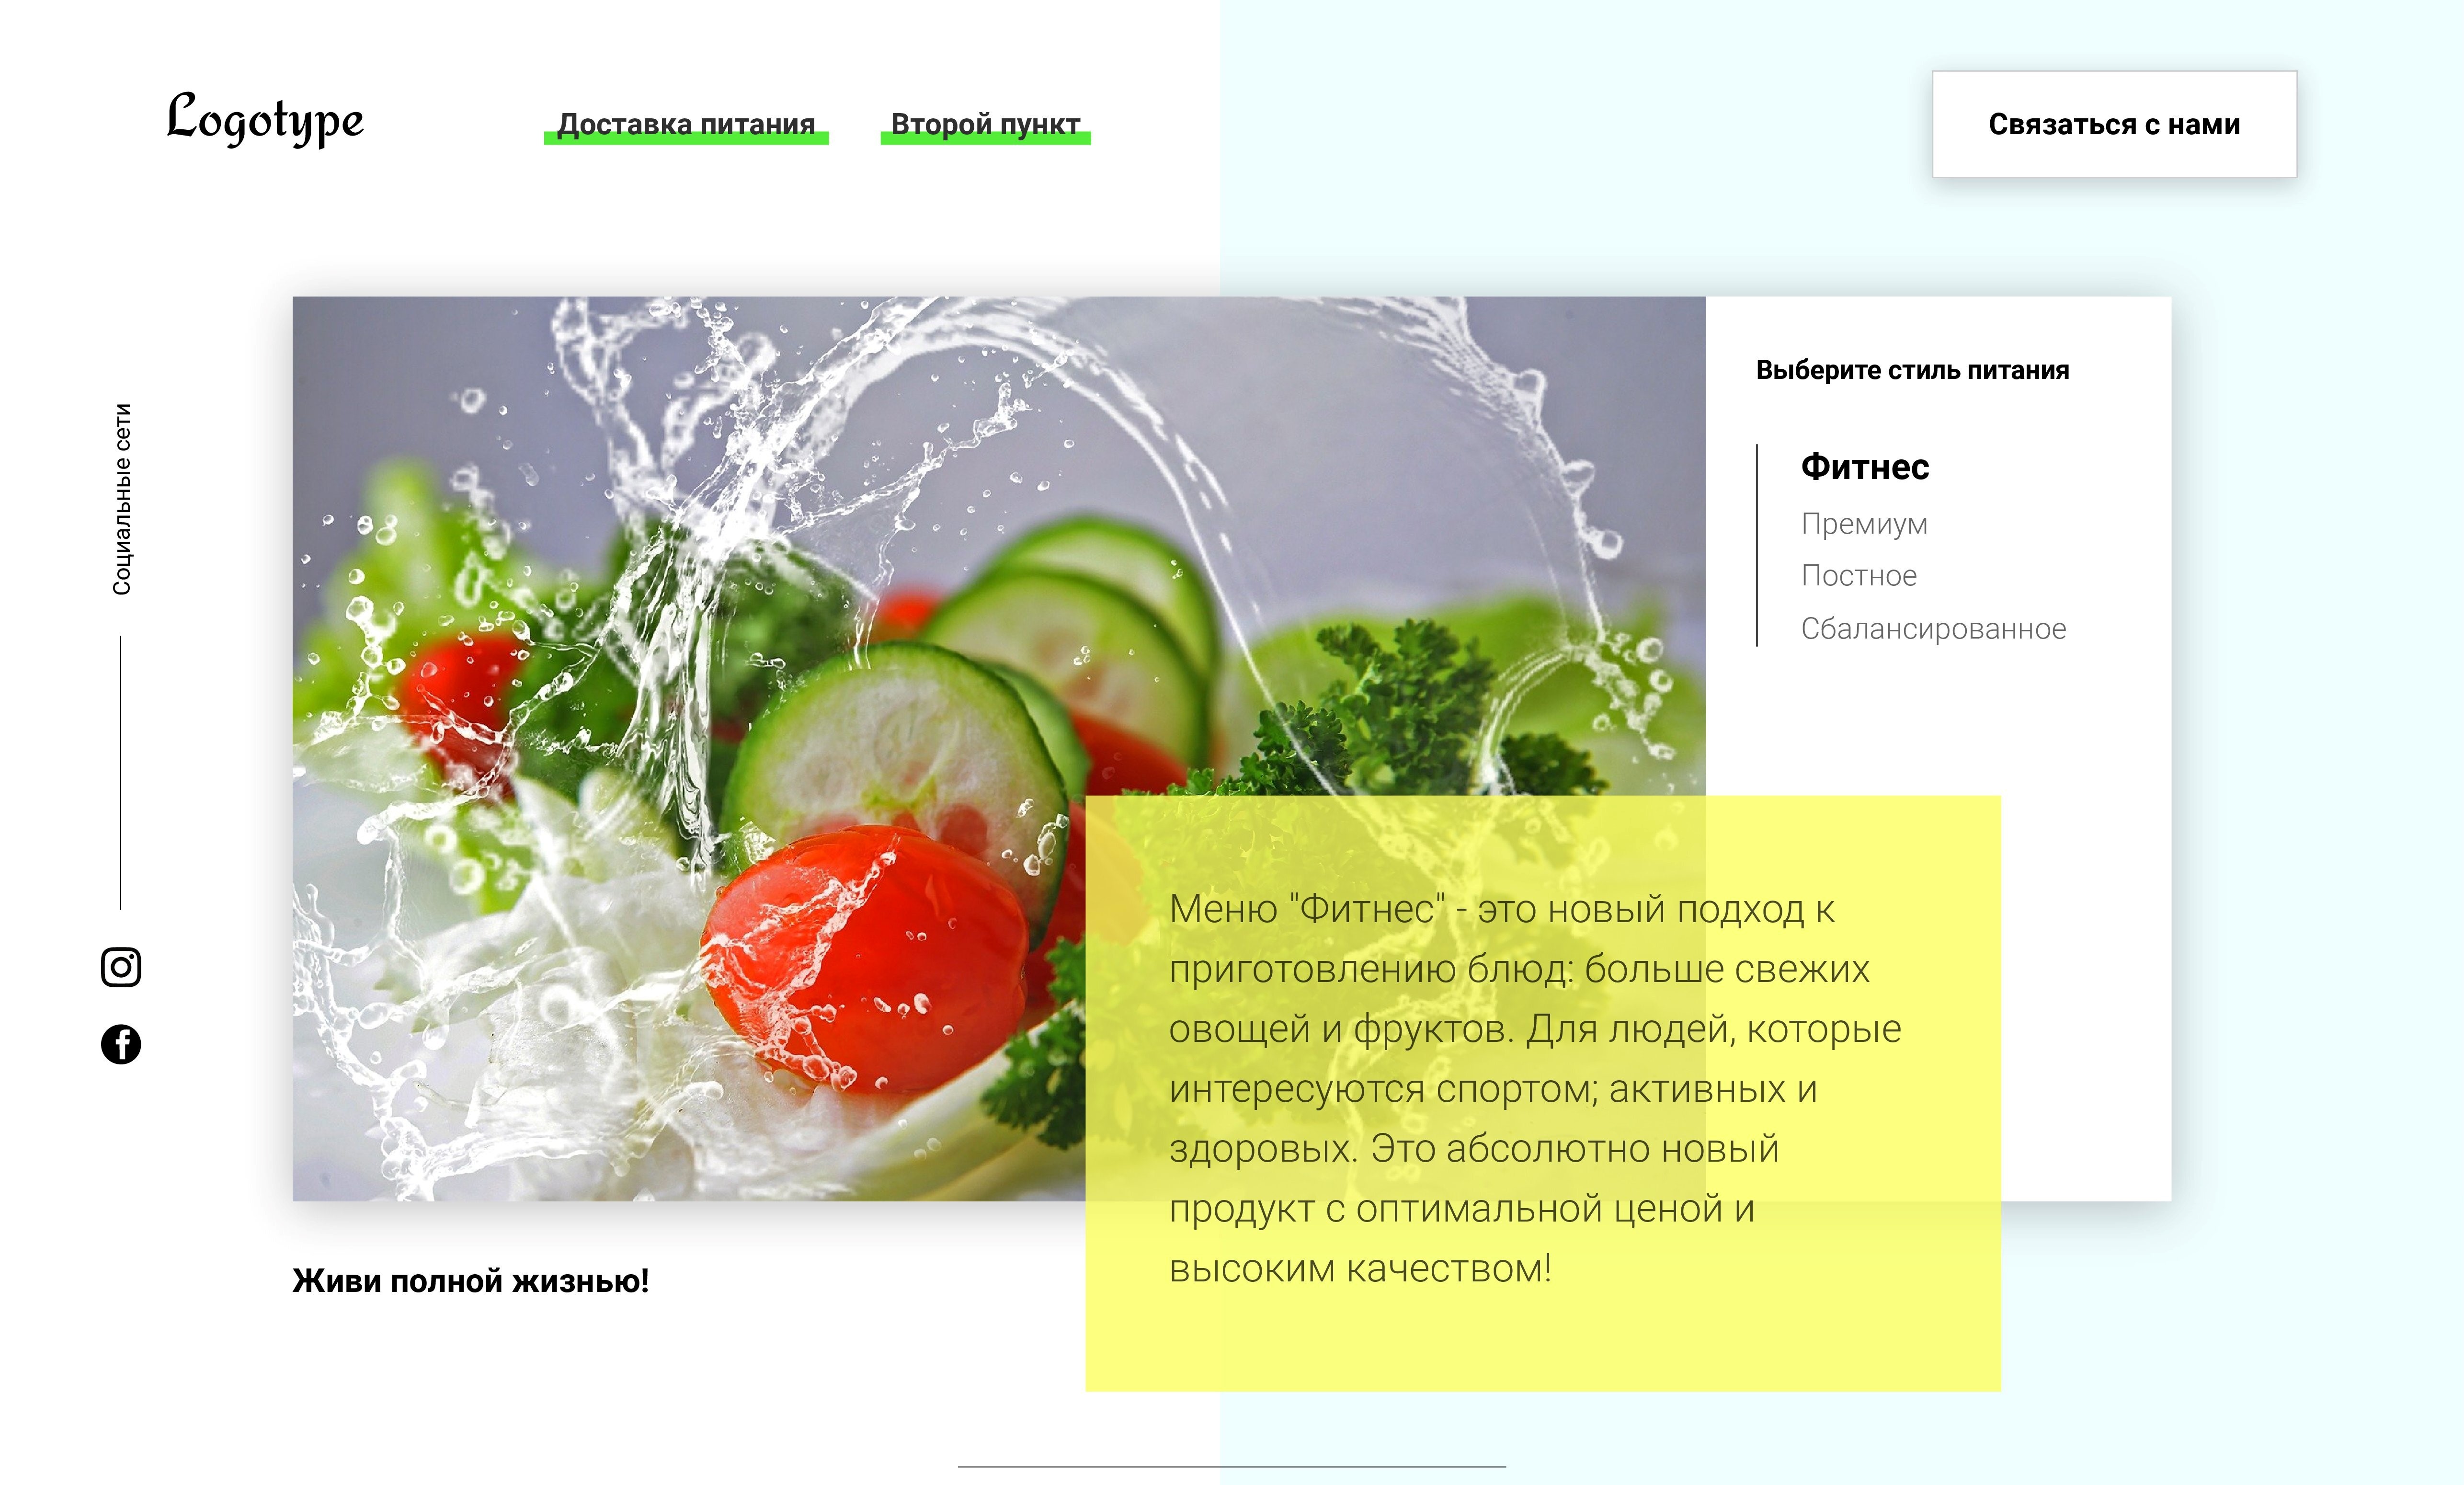 Logotype
Доставка питания
Второй пункт
Связаться с нами
Социальные сети
Выберите стиль питания
Фитнес
Премиум
Постное
Сбалансированное
Меню "Фитнес" - это новый подход к
приготовлению блюд: больше свежих
овощей и фруктов. Для людей, которые
интересуются спортом; активных и
здоровых. Это абсолютно новый
продукт с оптимальной ценой и
высоким качеством!
Живи полной жизнью!